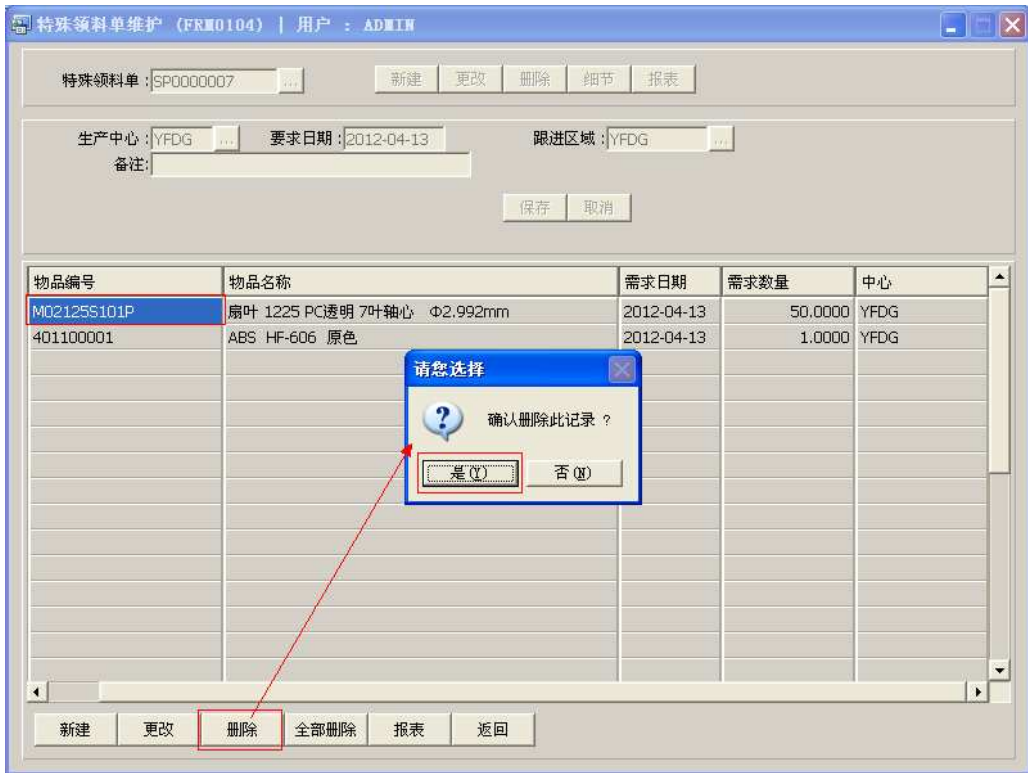 特殊领料单维护 (FRM0104) | 用户 : ADMIN
特殊领料单: SP0000007 ... 新建 更改 删除 细节 报表
生产中心: YFDG ... 要求日期: 2012-04-13 跟进区域: YFDG ...
备注:
保存 取消
物品编号 物品名称 需求日期 需求数量 中心
M02125S101P 扇叶 1225 PC透明 7叶轴心 Φ2.992mm 2012-04-13 50.0000 YFDG
401100001 ABS HF-606 原色 2012-04-13 1.0000 YFDG
请您选择
确认删除此记录 ?
是(Y) 否(N)
新建 更改 删除 全部删除 报表 返回